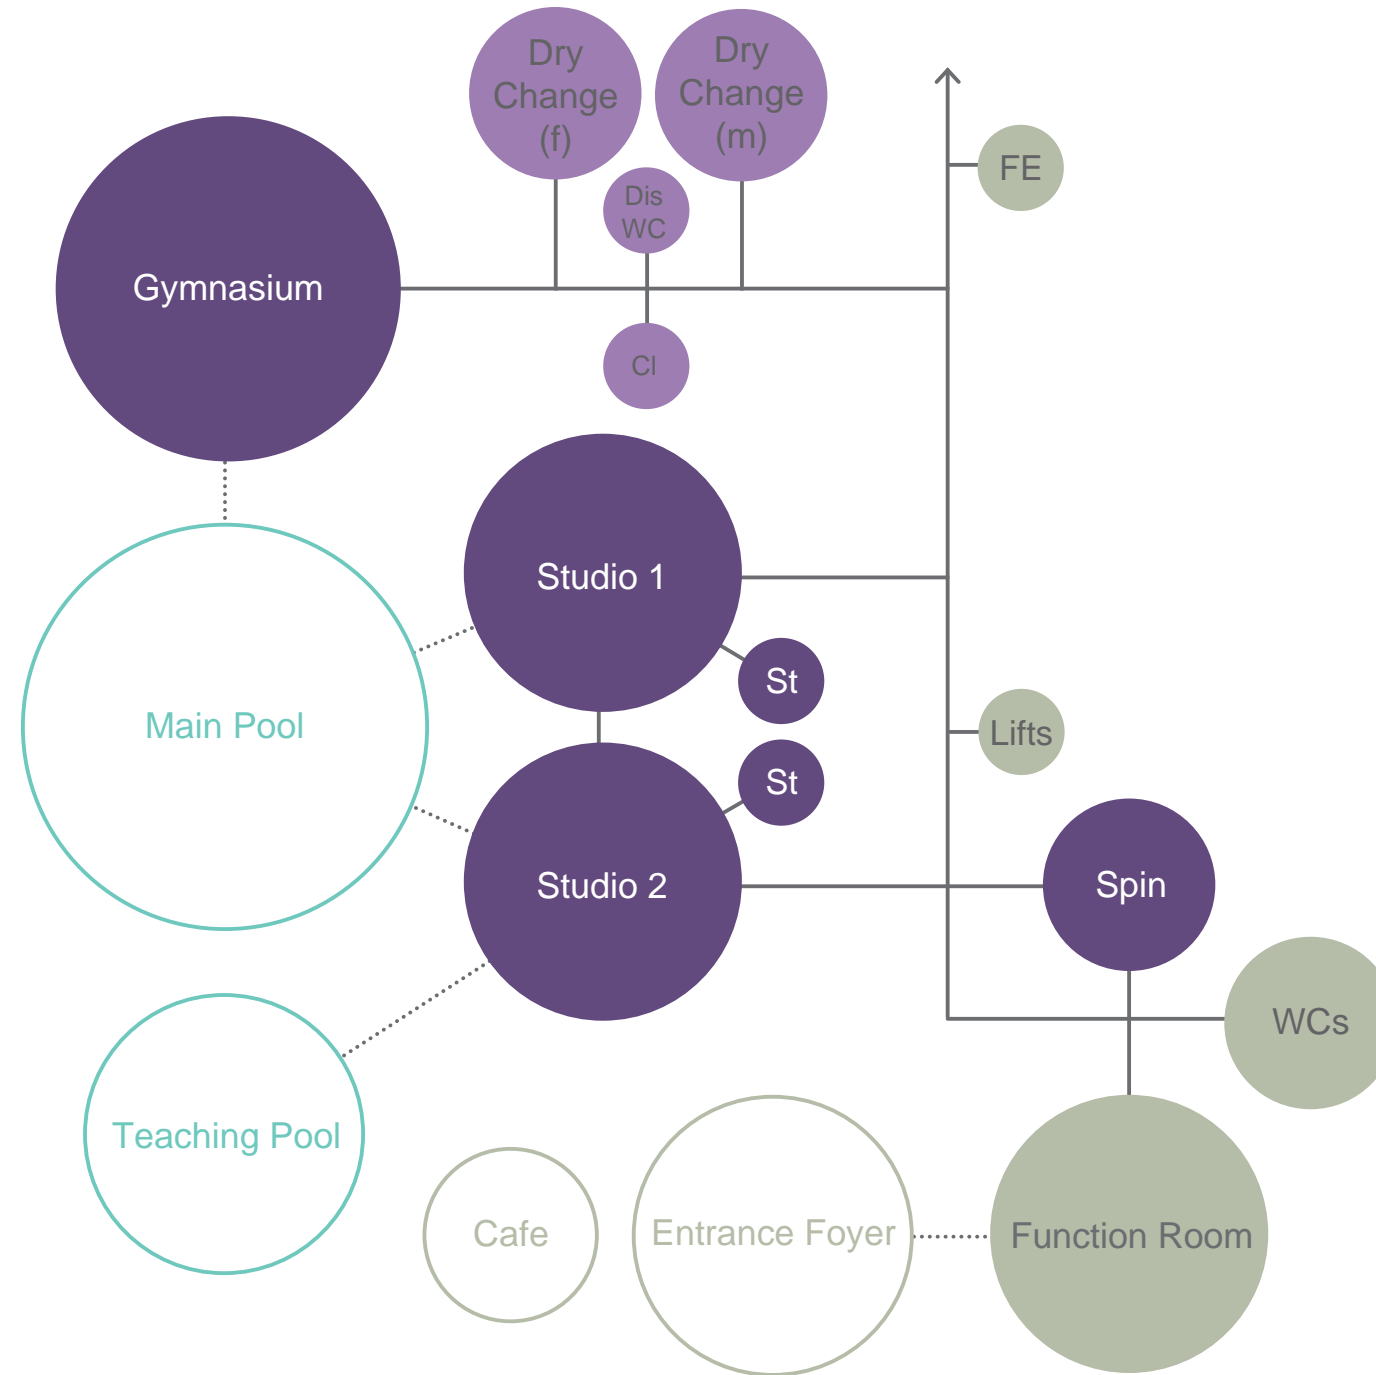 Dry
Change
(f)
Dry
Change
(m)
FE
Dis
WC
Gymnasium
Cl
Studio 1
St
Main Pool
Lifts
St
Studio 2
Spin
WCs
Teaching Pool
Cafe
Entrance Foyer
Function Room